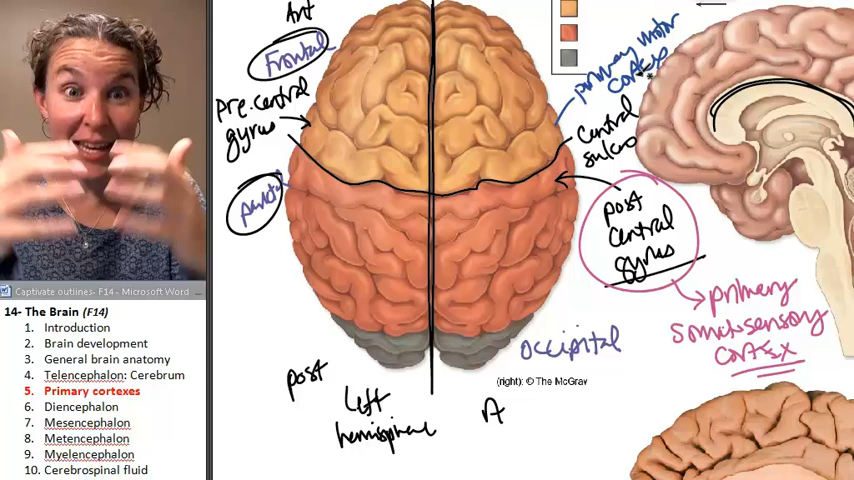 Ant
Frontal
Pre.central
gyrus
parietal
primary motor
cortex
*
central
sulcus
post
central
gyrus
primary
somatosensory
cortex
occipital
(right): © The McGraw
post
left
hemisphere
Captivate outlines- F14 - Microsoft Word
14- The Brain (F14)
1. Introduction
2. Brain development
3. General brain anatomy
4. Telencephalon: Cerebrum
5. Primary cortexes
6. Diencephalon
7. Mesencephalon
8. Metencephalon
9. Myelencephalon
10. Cerebrospinal fluid